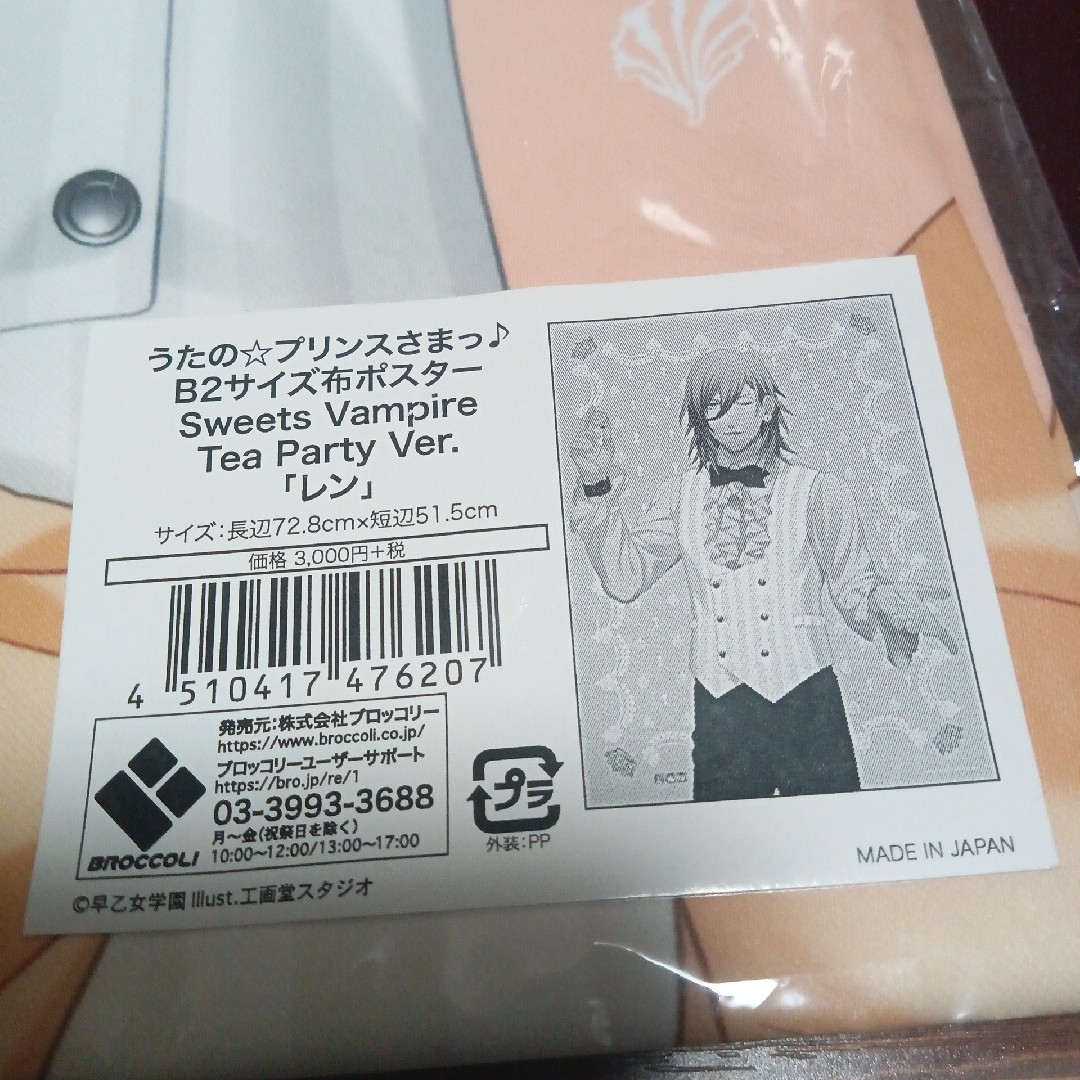 うたの☆プリンスさまっ♪
B2サイズ布ポスター
Sweets Vampire
Tea Party Ver.
「レン」
サイズ:長辺72.8cm×短辺51.5cm
価格 3,000円+税
4 510417 476207
発売元:株式会社ブロッコリー
https://www.broccoli.co.jp/
ブロッコリーユーザーサポート
https://bro.jp/re/1
03-3993-3688
月〜金(祝祭日を除く)
10:00〜12:00/13:00〜17:00
BROCCOLI
プラ
外装:PP
MADE IN JAPAN
©早乙女学園 Illust.工画堂スタジオ